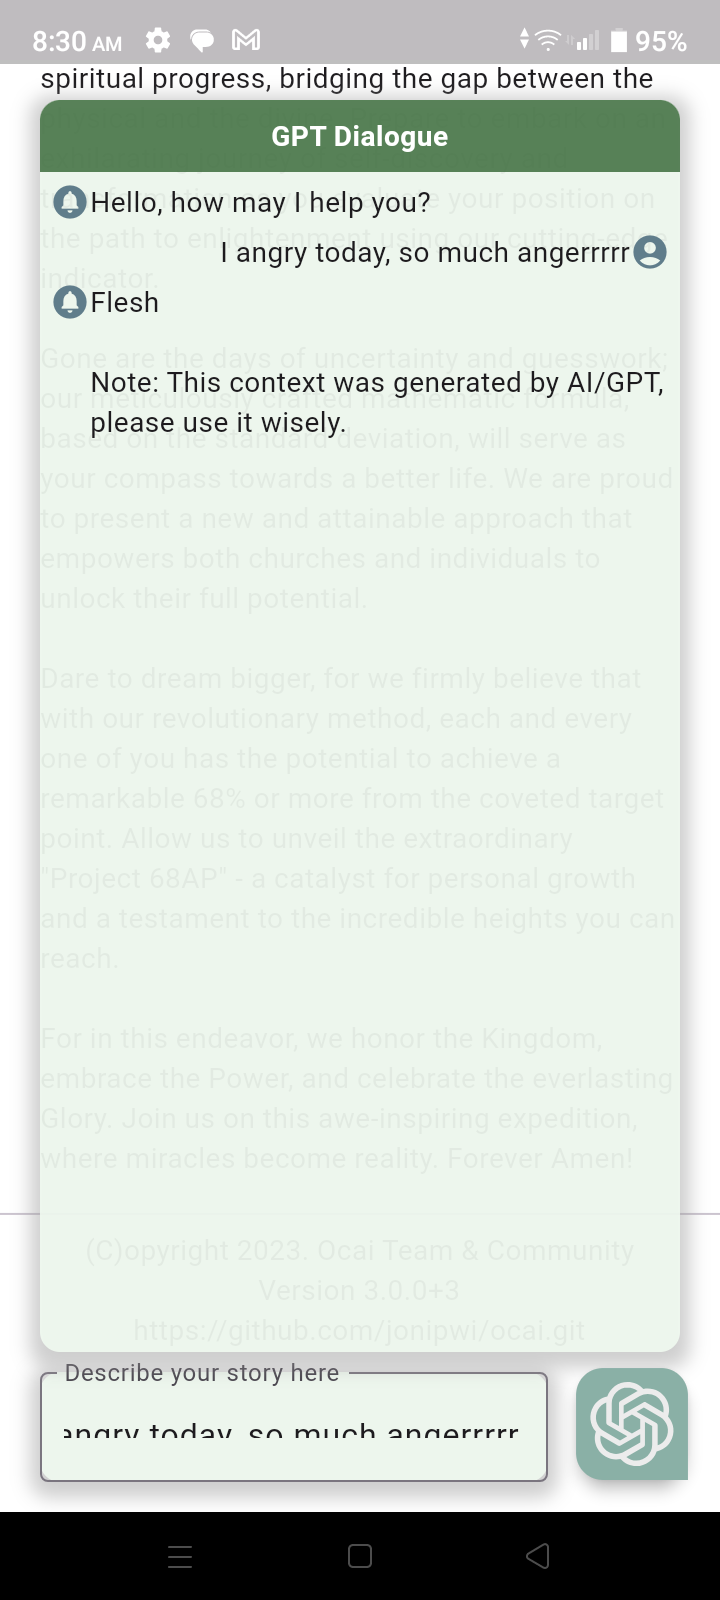 8:30 AM
95%
spiritual progress, bridging the gap between the
GPT Dialogue
Hello, how may I help you?
transformation as you evaluate your position on
the path to enlightenment using our cutting-edge
I angry today, so much angerrrrr
indicator.
Flesh
Gone are the days of uncertainty and guesswork;
Note: This context was generated by AI/GPT,
our meticulously crafted mathematic formula,
please use it wisely.
based on the standard deviation, will serve as
your compass towards a better life. We are proud
to present a new and attainable approach that
empowers both churches and individuals to
unlock their full potential.
Dare to dream bigger, for we firmly believe that
with our revolutionary method, each and every
one of you has the potential to achieve a
remarkable 68% or more from the coveted target
point. Allow us to unveil the extraordinary
"Project 68AP" - a catalyst for personal growth
and a testament to the incredible heights you can
reach.
For in this endeavor, we honor the Kingdom,
embrace the Power, and celebrate the everlasting
Glory. Join us on this awe-inspiring expedition,
where miracles become reality. Forever Amen!
(C)opyright 2023. Ocai Team & Community
Version 3.0.0+3
https://github.com/jonipwi/ocai.git
Describe your story here
angry today, so much angerrrrr